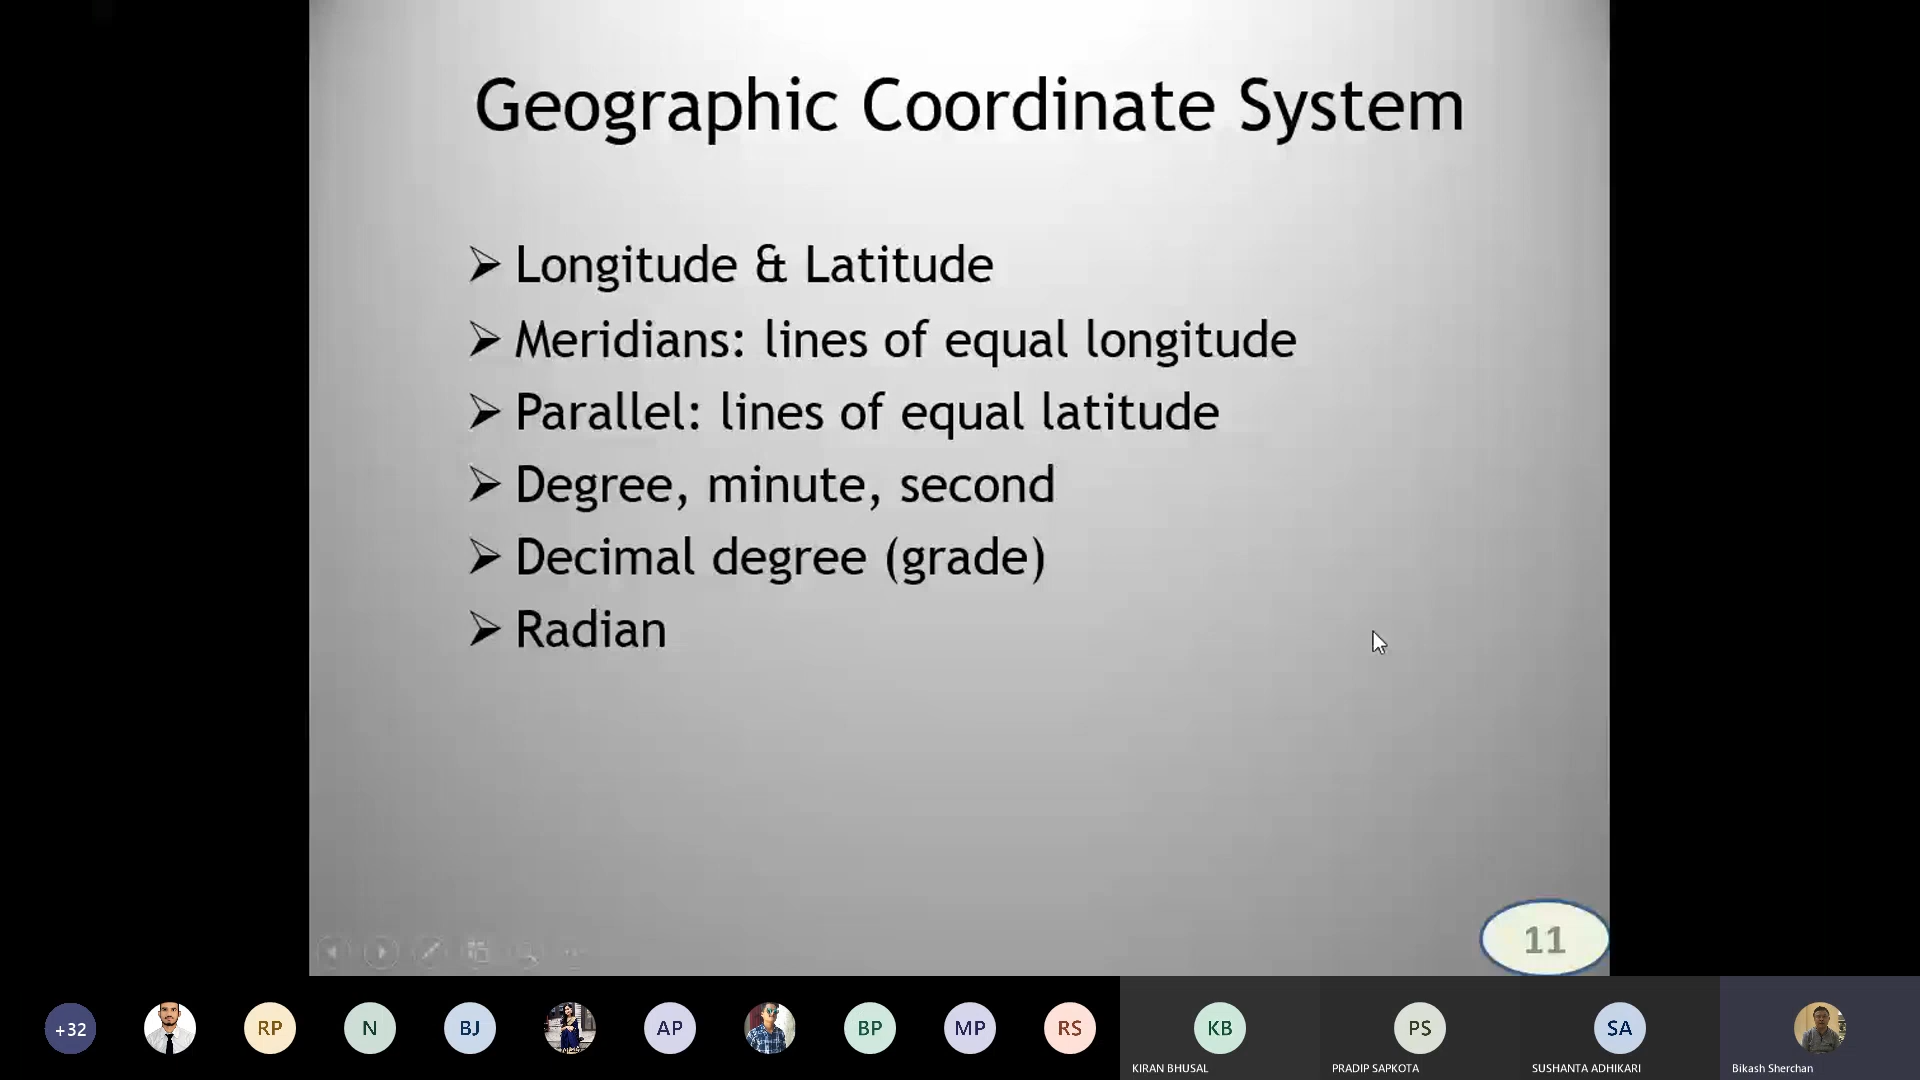 Geographic Coordinate System
➢ Longitude & Latitude
➢ Meridians: lines of equal longitude
➢ Parallel: lines of equal latitude
➢ Degree, minute, second
➢ Decimal degree (grade)
➢ Radian
11
+32
RP
N
BJ
AP
BP
MP
RS
KB
PS
SA
KIRAN BHUSAL
PRADIP SAPKOTA
SUSHANTA ADHIKARI
Bikash Sherchan